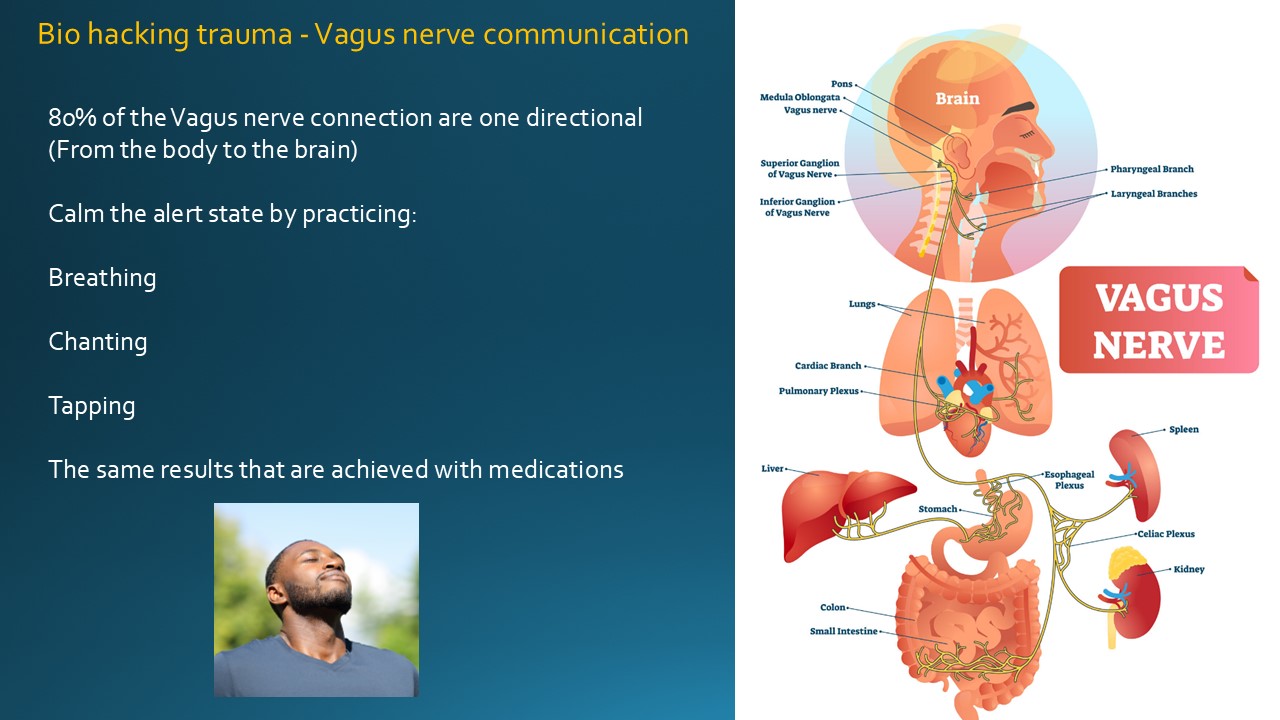 Bio hacking trauma - Vagus nerve communication
80% of the Vagus nerve connection are one directional
(From the body to the brain)
Calm the alert state by practicing:
Breathing
Chanting
Tapping
The same results that are achieved with medications
Brain
Pons
Medula Oblongata
Vagus nerve
Superior Ganglion
of Vagus Nerve
Inferior Ganglion
of Vagus Nerve
Pharyngeal Branch
Laryngeal Branches
VAGUS
NERVE
Lungs
Cardiac Branch
Pulmonary Plexus
Spleen
Liver
Esophageal
Plexus
Stomach
Celiac Plexus
Kidney
Colon
Small Intestine